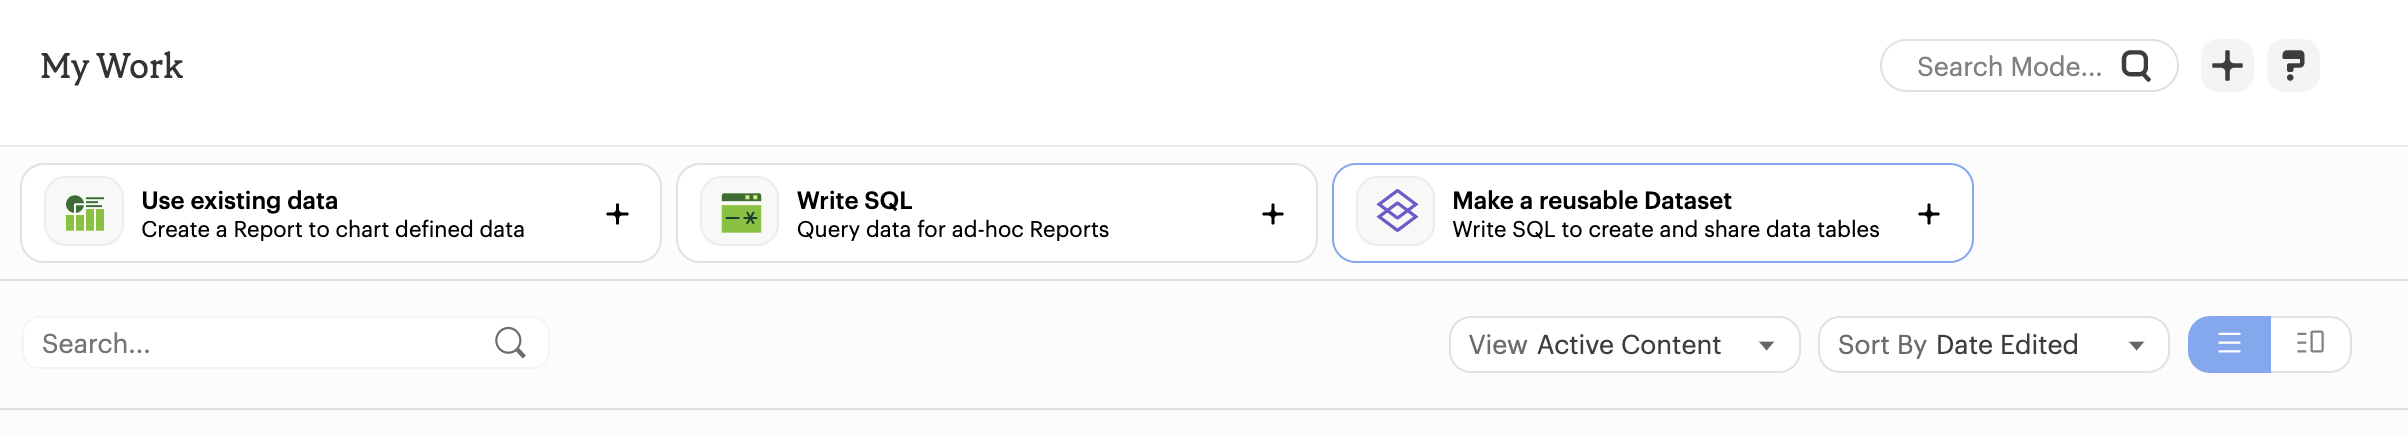 My Work
Search Mode...
Use existing data
Create a Report to chart defined data
Write SQL
Query data for ad-hoc Reports
Make a reusable Dataset
Write SQL to create and share data tables
Search...
View Active Content
Sort By Date Edited